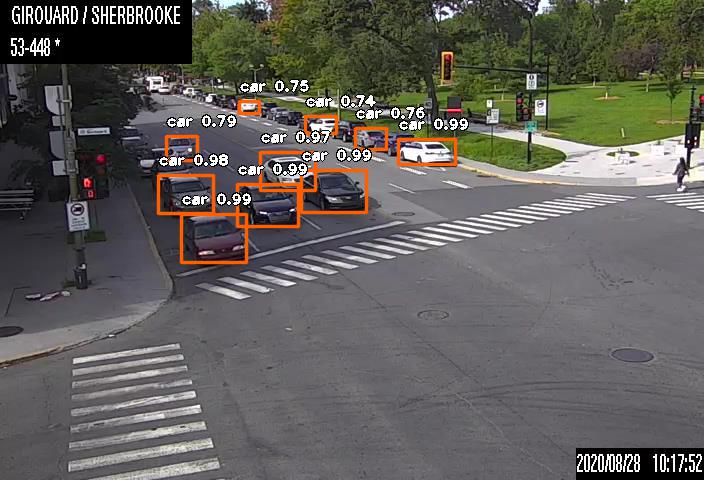 GIROUARD / SHERBROOKE
53-448 *
car 0.75
car 0.74
car 0.76
car 0.79
car 0.97
car 0.99
car 0.98
car 0.99
car 0.99
car 0.99
2020/08/28 10:17:52